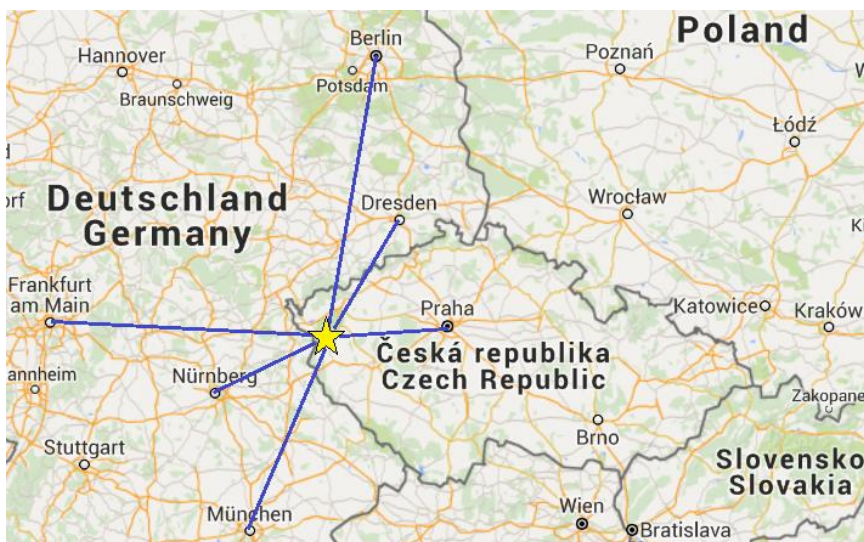 Berlin
Poland
Hannover
Poznań
Potsdam
Braunschweig
Łódź
Deutschland
Germany
Dresden
Wrocław
Frankfurt
am Main
Praha
Katowice
Kraków
Česká republika
Czech Republic
annheim
Nürnberg
Zakopane
Brno
Stuttgart
Slovensko
Slovakia
München
Wien
Bratislava